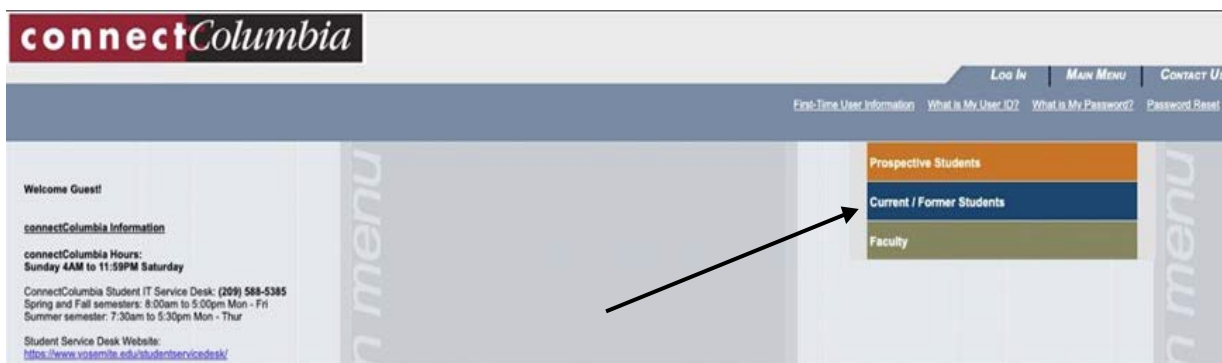 connectColumbia
LOG IN MAIN MENU CONTACT US
First-Time User Information What is My User ID? What is My Password? Password Reset
Prospective Students
Current / Former Students
Faculty
Welcome Guest!
connectColumbia Information
connectColumbia Hours:
Sunday 4AM to 11:59PM Saturday
ConnectColumbia Student IT Service Desk: (209) 588-5385
Spring and Fall semesters: 8:00am to 5:00pm Mon - Fri
Summer semester: 7:30am to 5:30pm Mon - Thur
Student Service Desk Website:
https://www.yosemite.edu/studentservicedesk/
n menu
n menu